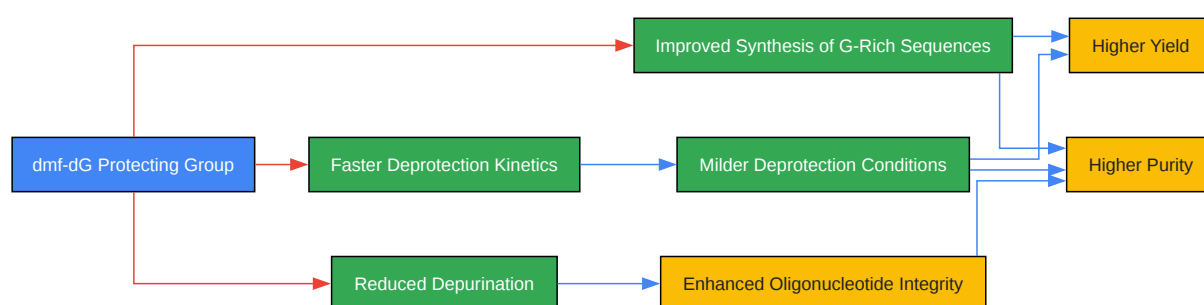 Improved Synthesis of G-Rich Sequences
Higher Yield
dmf-dG Protecting Group
Faster Deprotection Kinetics
Milder Deprotection Conditions
Higher Purity
Reduced Depurination
Enhanced Oligonucleotide Integrity